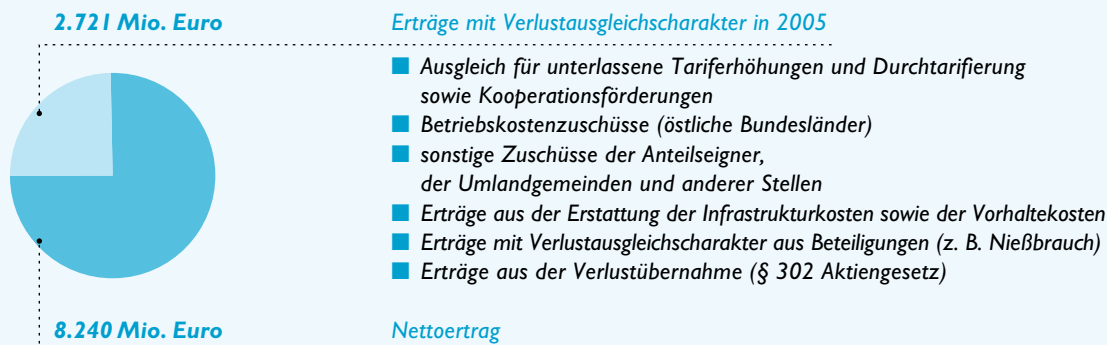 2.721 Mio. Euro Erträge mit Verlustausgleichscharakter in 2005
Ausgleich für unterlassene Tariferhöhungen und Durchtarifierung
sowie Kooperationsförderungen
Betriebskostenzuschüsse (östliche Bundesländer)
sonstige Zuschüsse der Anteilseigner,
der Umlandgemeinden und anderer Stellen
Erträge aus der Erstattung der Infrastrukturkosten sowie der Vorhaltekosten
Erträge mit Verlustausgleichscharakter aus Beteiligungen (z. B. Nießbrauch)
Erträge aus der Verlustübernahme (§ 302 Aktiengesetz)
8.240 Mio. Euro Nettoertrag